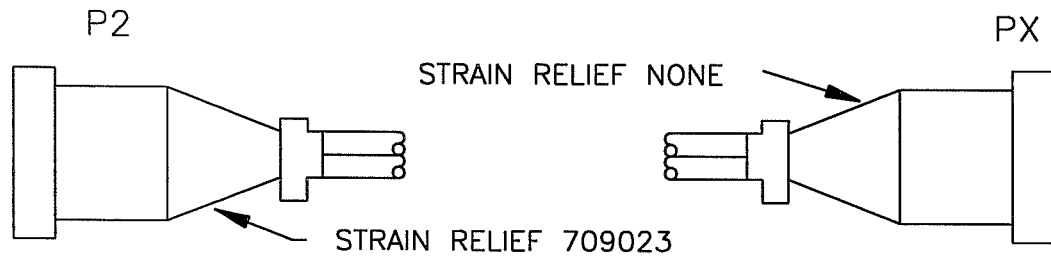 P2
PX
STRAIN RELIEF NONE
STRAIN RELIEF 709023